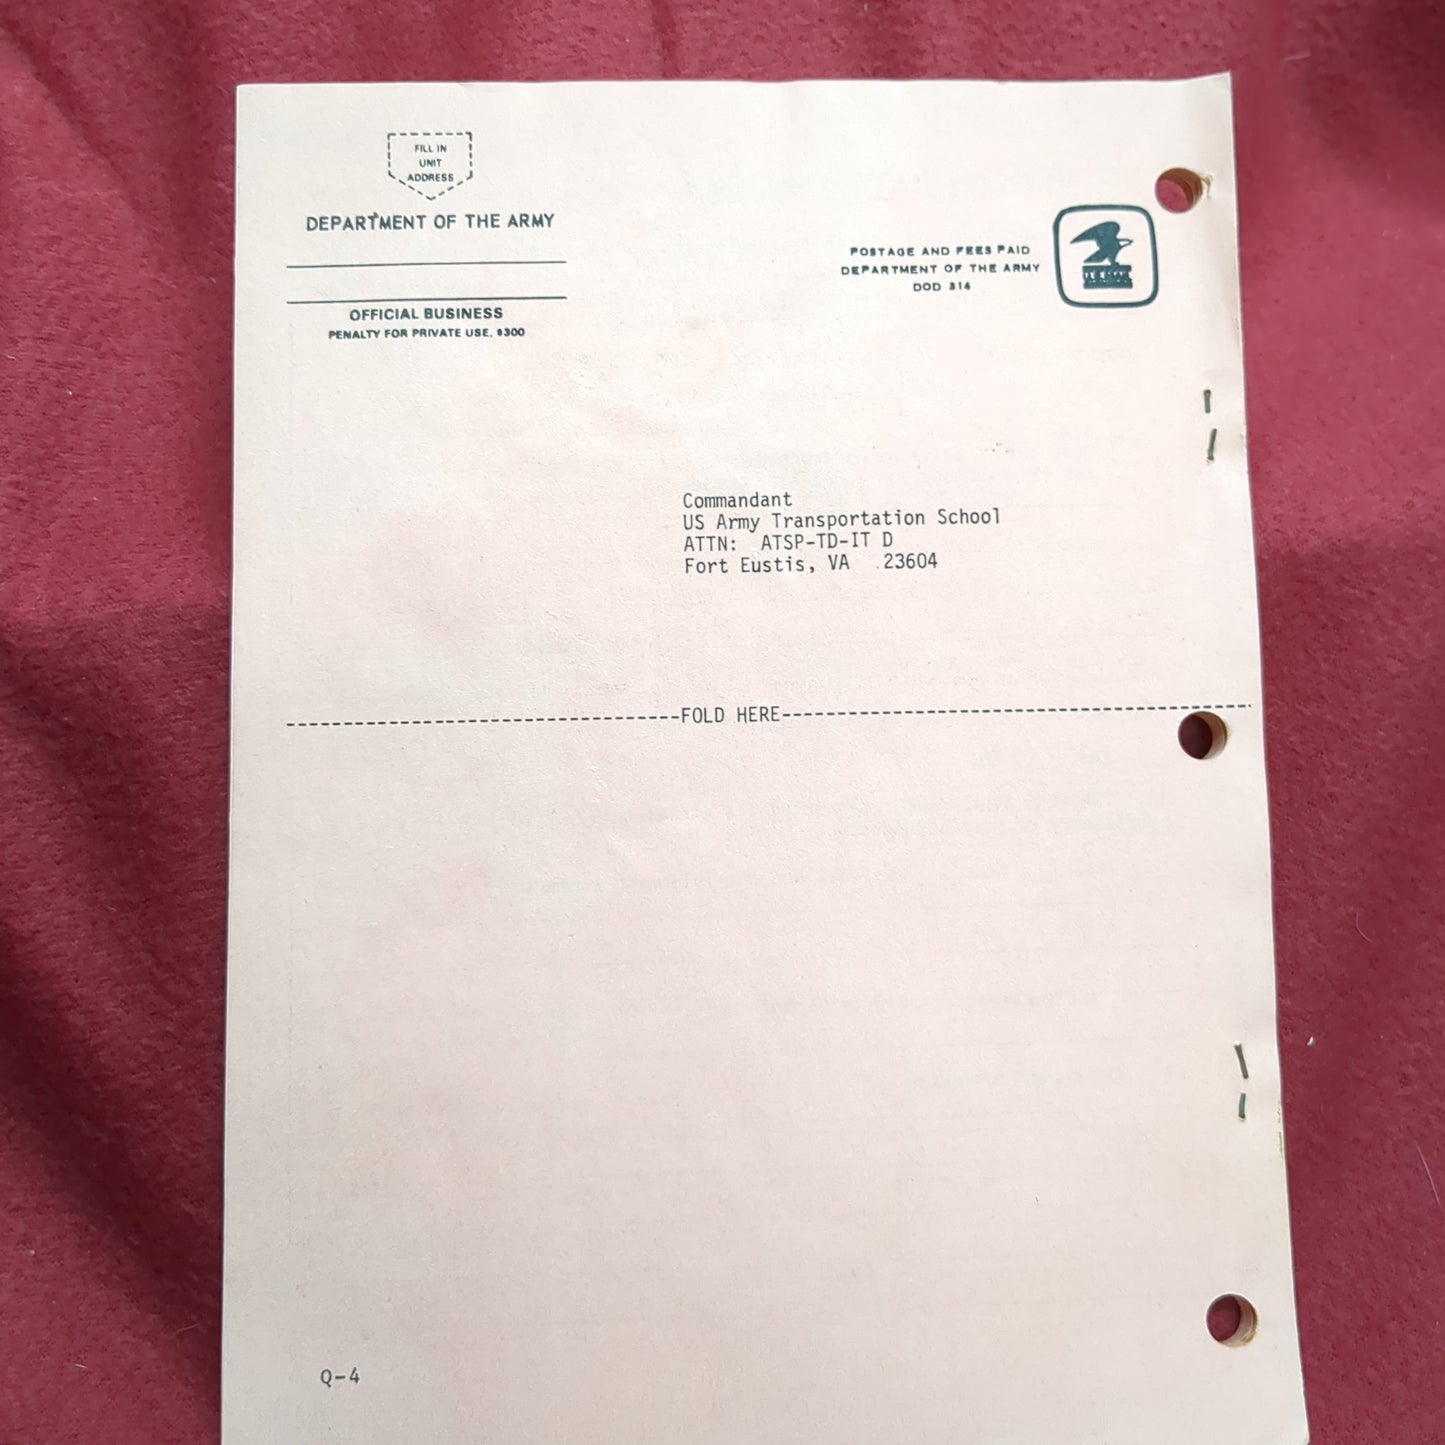 FILL IN
UNIT
ADDRESS
DEPARTMENT OF THE ARMY
OFFICIAL BUSINESS
PENALTY FOR PRIVATE USE, $300
POSTAGE AND FEES PAID
DEPARTMENT OF THE ARMY
DOD 314
U.S.MAIL
Commandant
US Army Transportation School
ATTN:  ATSP-TD-IT D
Fort Eustis, VA  23604
--------------------------------FOLD HERE--------------------------------
Q-4